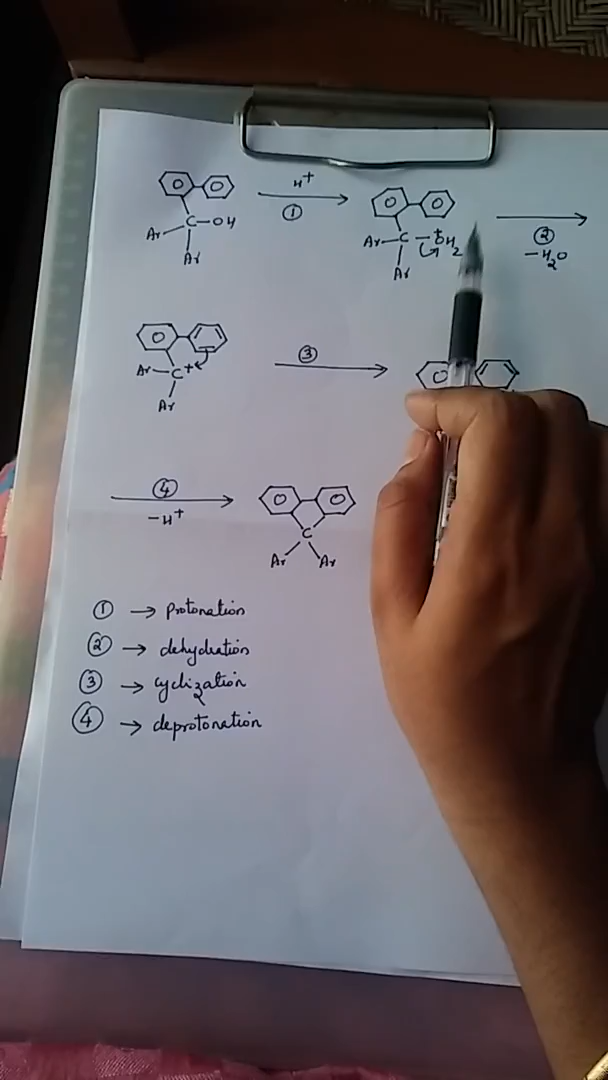 H⁺
①
C-OH
Ar
Ar
Ar-C-⁺OH₂
Ar
②
-H₂O
Ar-C⁺
Ar
③
④
-H⁺
C
Ar Ar
① → protonation
② → dehydration
③ → cyclization
④ → deprotonation